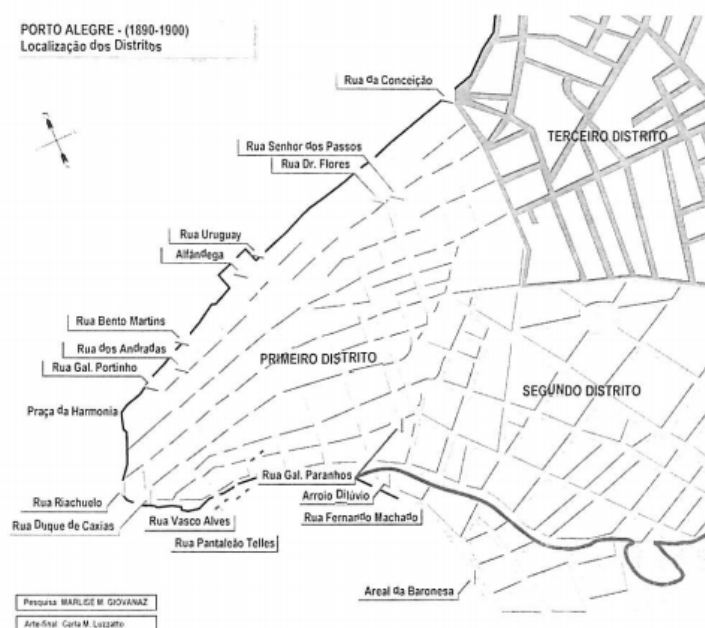 PORTO ALEGRE - (1890-1900)
Localização dos Distritos
Rua da Conceição
TERCEIRO DISTRITO
Rua Senhor dos Passos
Rua Dr. Flores
Rua Uruguay
Alfândega
Rua Bento Martins
Rua dos Andradas
Rua Gal. Portinho
PRIMEIRO DISTRITO
SEGUNDO DISTRITO
Praça da Harmonia
Rua Gal. Paranhos
Rua Riachuelo
Arroio Dilúvio
Rua Duque de Caxias
Rua Vasco Alves
Rua Fernando Machado
Rua Pantaleão Telles
Areal da Baronesa
Pesquisa MARLISE M. GIOVANAZ
Arte-final Carla M. Luzzatto